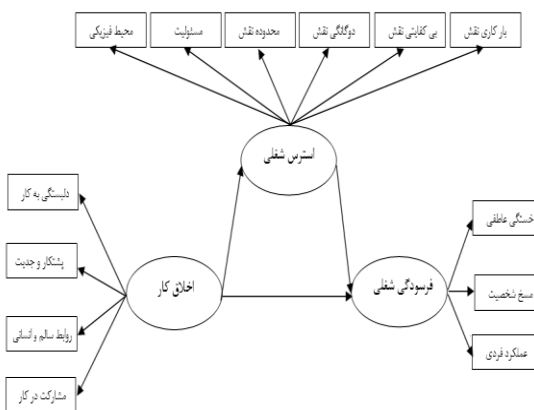 بار کاری نقش
بی کفایتی نقش
دوگانگی نقش
محدوده نقش
مسئولیت
محیط فیزیکی
استرس شغلی
دلبستگی به کار
پشتکار و جدیت
روابط سالم و انسانی
مشارکت در کار
اخلاق کار
فرسودگی شغلی
خستگی عاطفی
مسخ شخصیت
عملکرد فردی